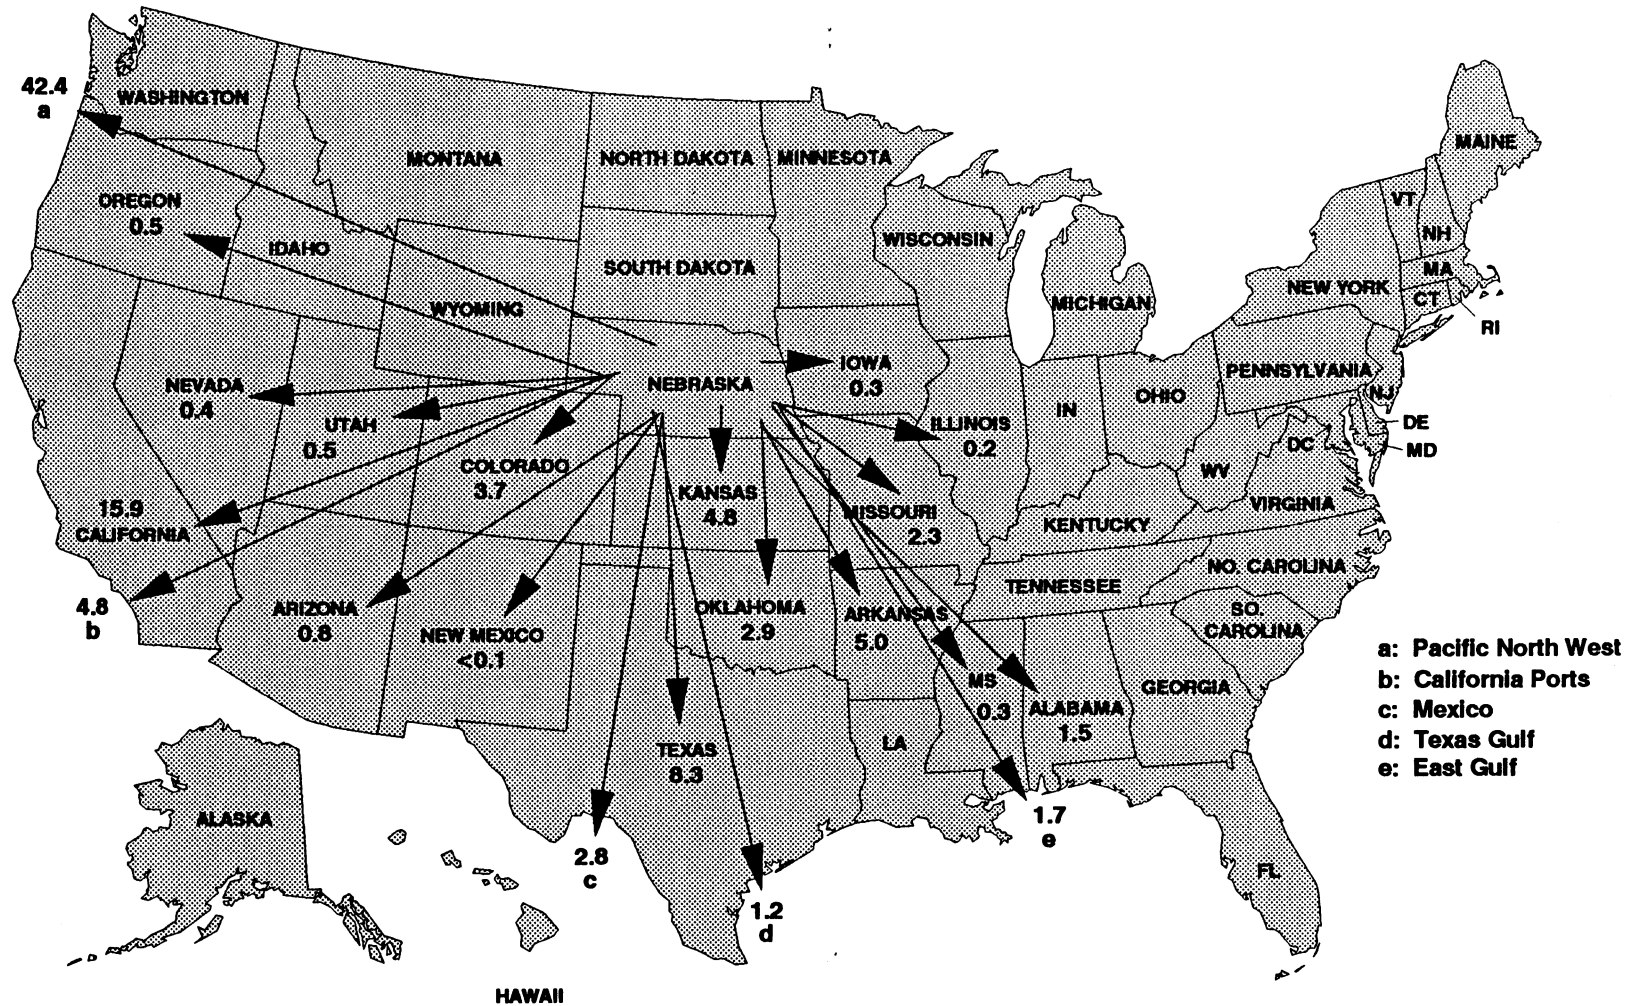 42.4
a
WASHINGTON
MONTANA
NORTH DAKOTA
MINNESOTA
MAINE
OREGON
0.5
IDAHO
WYOMING
SOUTH DAKOTA
WISCONSIN
MICHIGAN
NEW YORK
VT
NH
MA
CT
RI
NEVADA
0.4
UTAH
0.5
COLORADO
3.7
NEBRASKA
IOWA
0.3
ILLINOIS
0.2
IN
OHIO
PENNSYLVANIA
NJ
DE
MD
DC
WV
VIRGINIA
15.9
CALIFORNIA
KANSAS
4.8
MISSOURI
2.3
KENTUCKY
4.8
b
ARIZONA
0.8
NEW MEXICO
<0.1
OKLAHOMA
2.9
ARKANSAS
5.0
TENNESSEE
NO. CAROLINA
SO.
CAROLINA
MS
0.3
ALABAMA
1.5
GEORGIA
TEXAS
8.3
LA
1.7
e
2.8
c
1.2
d
FL
ALASKA
HAWAII
a: Pacific North West
b: California Ports
c: Mexico
d: Texas Gulf
e: East Gulf